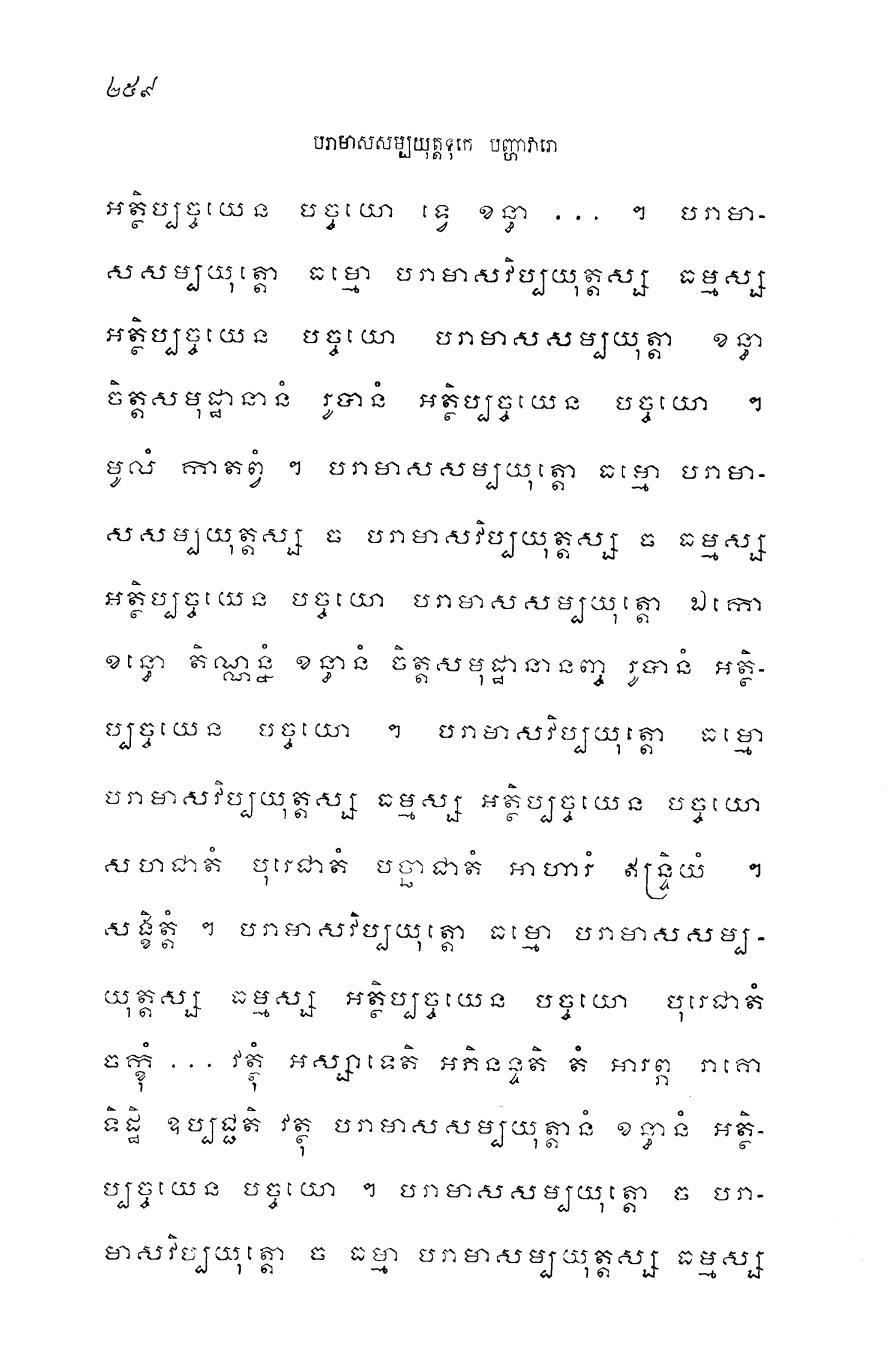 ២៥៩
បរាមាសសម្បយុត្តទុកេ បញ្ហាវារោ
អត្ថិប្បច្ចយេន បច្ចយោ ទ្វេ ខន្ធា ... ។ បរាមា-
សសម្បយុត្តោ ធម្មោ បរាមាសវិប្បយុត្តស្ស ធម្មស្ស
អត្ថិប្បច្ចយេន បច្ចយោ បរាមាសសម្បយុត្តា ខន្ធា
ចិត្តសមុដ្ឋានានំ រូបានំ អត្ថិប្បច្ចយេន បច្ចយោ ។
មូលំ កាតព្វំ ។ បរាមាសសម្បយុត្តោ ធម្មោ បរាមា-
សសម្បយុត្តស្ស ច បរាមាសវិប្បយុត្តស្ស ច ធម្មស្ស
អត្ថិប្បច្ចយេន បច្ចយោ បរាមាសសម្បយុត្តោ ឯកោ
ខន្ធោ តិណ្ណន្នំ ខន្ធានំ ចិត្តសមុដ្ឋានានញ្ច រូបានំ អត្ថិ-
ប្បច្ចយេន បច្ចយោ ។ បរាមាសវិប្បយុត្តោ ធម្មោ
បរាមាសវិប្បយុត្តស្ស ធម្មស្ស អត្ថិប្បច្ចយេន បច្ចយោ
សហជាតំ បុរេជាតំ បច្ឆាជាតំ អាហារំ ឥន្ទ្រិយំ ។
សង្ខិត្តំ ។ បរាមាសវិប្បយុត្តោ ធម្មោ បរាមាសសម្ប-
យុត្តស្ស ធម្មស្ស អត្ថិប្បច្ចយេន បច្ចយោ បុរេជាតំ
ចក្ខុំ ... វត្ថុំ អស្សាទេតិ អភិនន្ទតិ តំ អារព្ភ រាគោ
ទិដ្ឋិ ឧប្បជ្ជតិ វត្ថុ បរាមាសសម្បយុត្តានំ ខន្ធានំ អត្ថិ-
ប្បច្ចយេន បច្ចយោ ។ បរាមាសសម្បយុត្តោ ច បរា-
មាសវិប្បយុត្តោ ច ធម្មា បរាមាសម្បយុត្តស្ស ធម្មស្ស